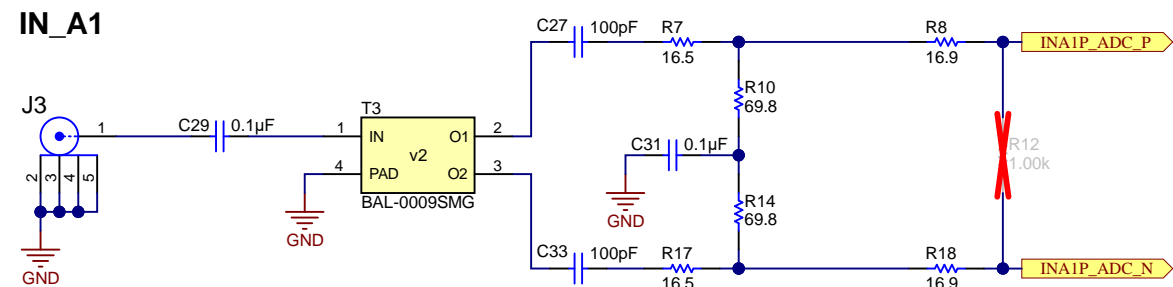 IN_A1
C27 100pF R7 R8
INA1P_ADC_P
16.5 16.9
R10
69.8
J3
T3
1 C29 0.1µF 1 IN O1 2
v2
C31 0.1µF
R12
1.00k
2 3 4 5
4 PAD O2 3
BAL-0009SMG
R14
69.8
GND GND GND
C33 100pF R17 R18
INA1P_ADC_N
16.5 16.9